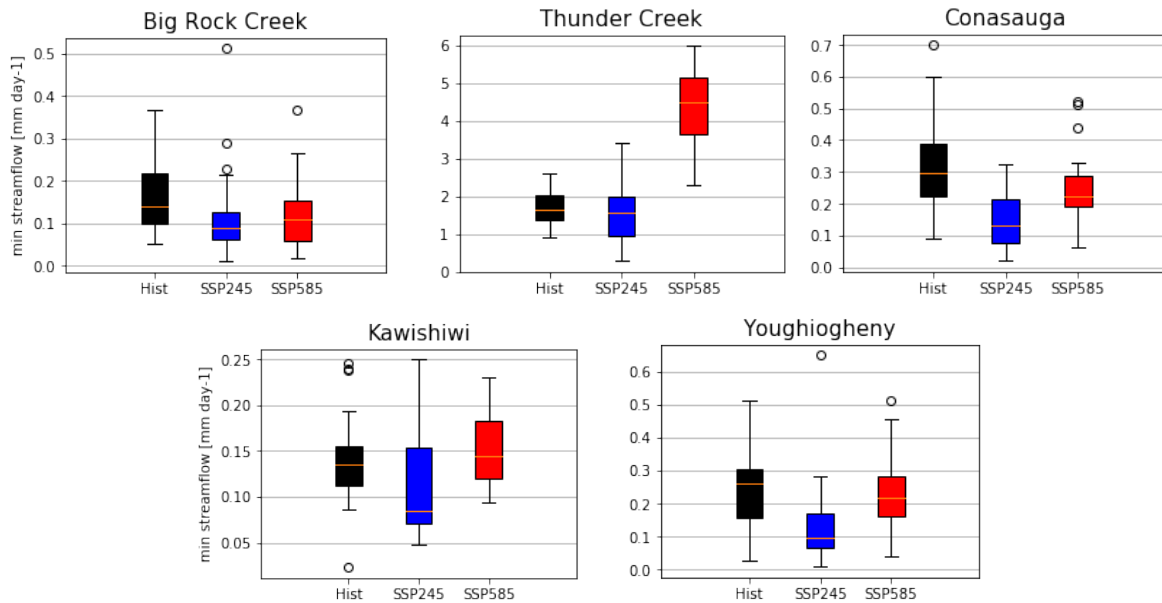 Big Rock Creek
min streamflow [mm day-1]
0.5
0.4
0.3
0.2
0.1
0.0
Hist SSP245 SSP585
Thunder Creek
6
5
4
3
2
1
0
Hist SSP245 SSP585
Conasauga
0.7
0.6
0.5
0.4
0.3
0.2
0.1
0.0
Hist SSP245 SSP585
Kawishiwi
min streamflow [mm day-1]
0.25
0.20
0.15
0.10
0.05
Hist SSP245 SSP585
Youghiogheny
0.6
0.5
0.4
0.3
0.2
0.1
0.0
Hist SSP245 SSP585